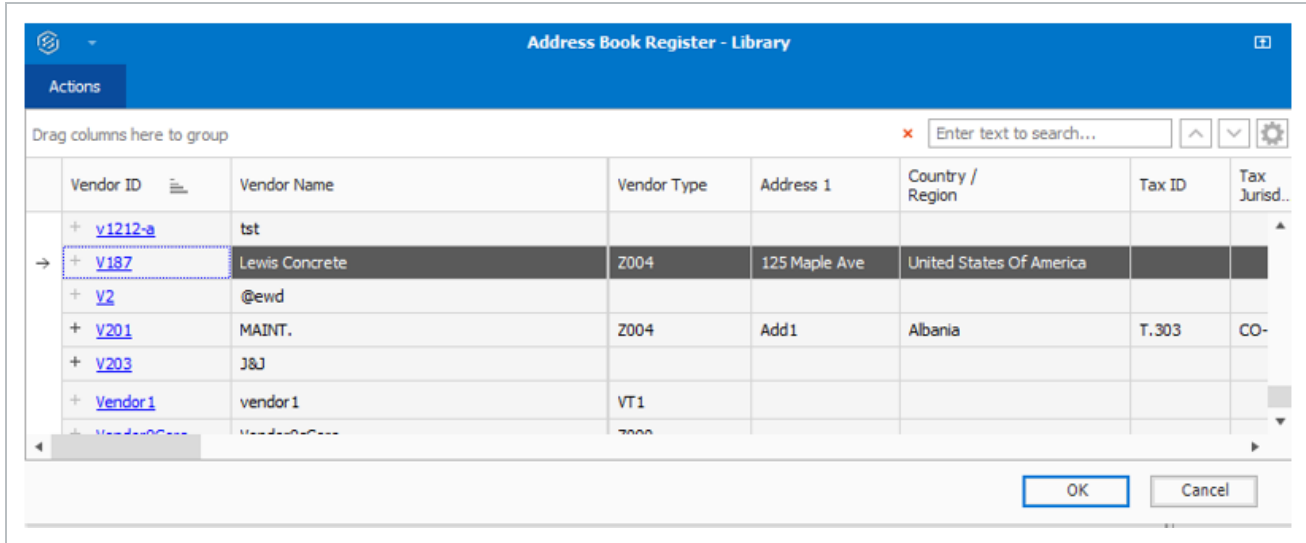 Address Book Register - Library
Actions
Drag columns here to group
Enter text to search...
Vendor ID Vendor Name Vendor Type Address 1 Country / Region Tax ID Tax Jurisd..
v1212-a tst
V187 Lewis Concrete Z004 125 Maple Ave United States Of America
V2 @ewd
V201 MAINT. Z004 Add1 Albania T.303 CO-
V203 J&J
Vendor1 vendor1 VT1
OK Cancel